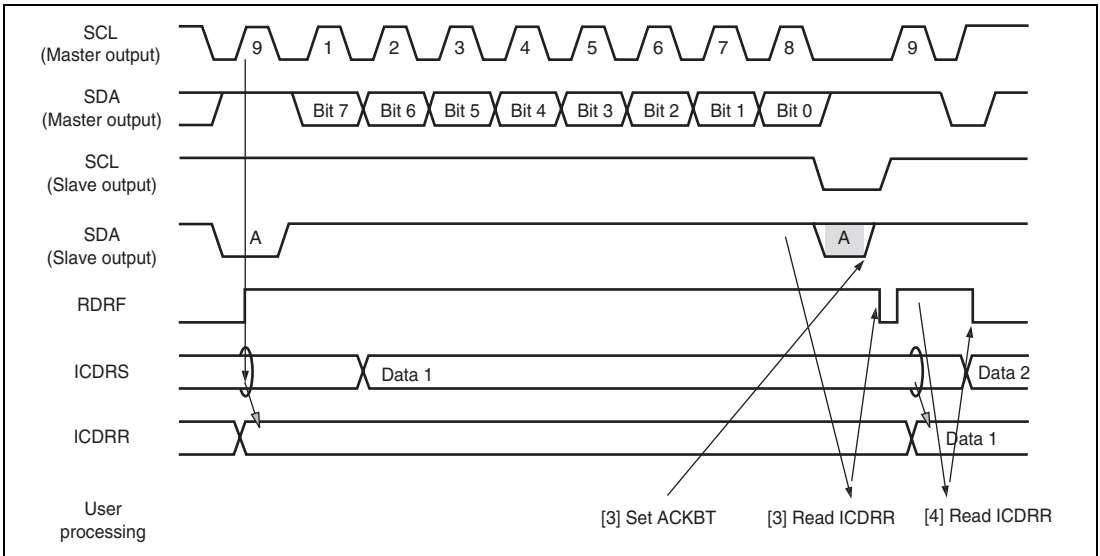 SCL
(Master output)
9 1 2 3 4 5 6 7 8 9
SDA
(Master output)
Bit 7 Bit 6 Bit 5 Bit 4 Bit 3 Bit 2 Bit 1 Bit 0
SCL
(Slave output)
SDA
(Slave output)
A A
RDRF
ICDRS
Data 1 Data 2
ICDRR
Data 1
User
processing
[3] Set ACKBT [3] Read ICDRR [4] Read ICDRR